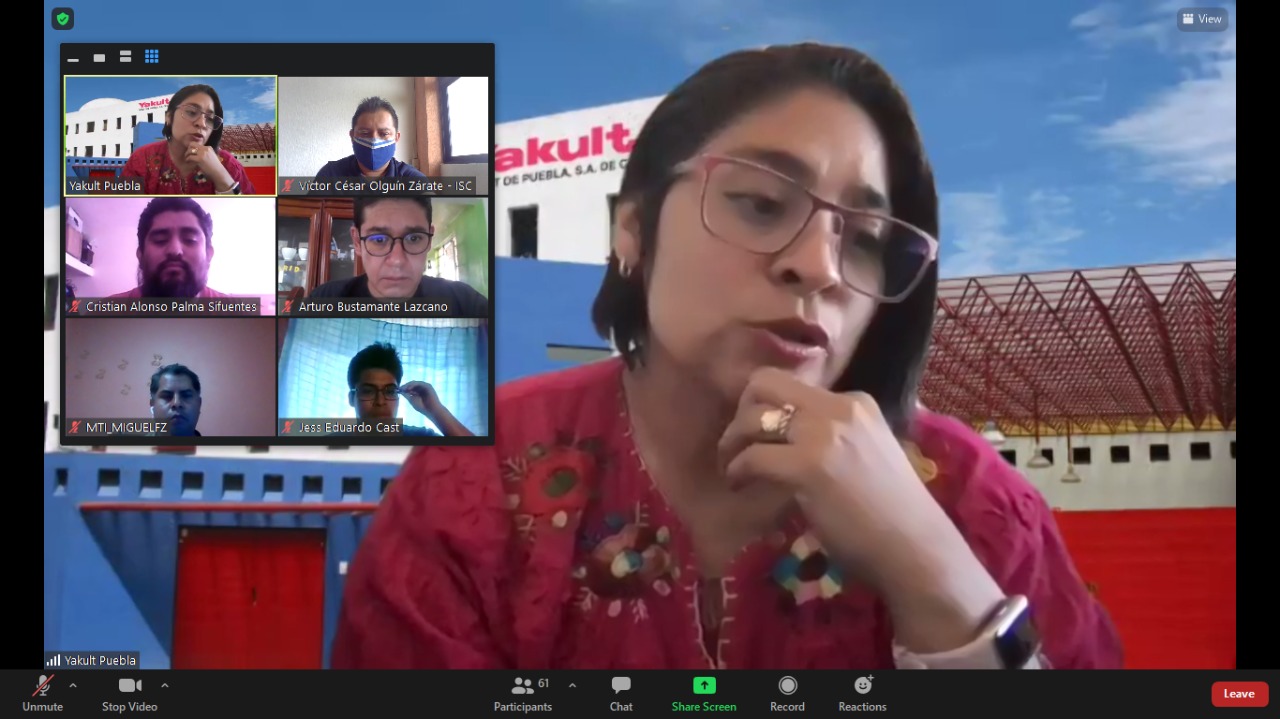 View
Yakult
Yakult Puebla
Víctor César Olguín Zárate - ISC
Cristian Alonso Palma Sifuentes
Arturo Bustamante Lazcano
MTI_MIGUELFZ
Jess Eduardo Cast
akult
T DE PUEBLA, S.A. DE C
Yakult Puebla
Unmute
Stop Video
61
Participants
Chat
Share Screen
Record
Reactions
Leave